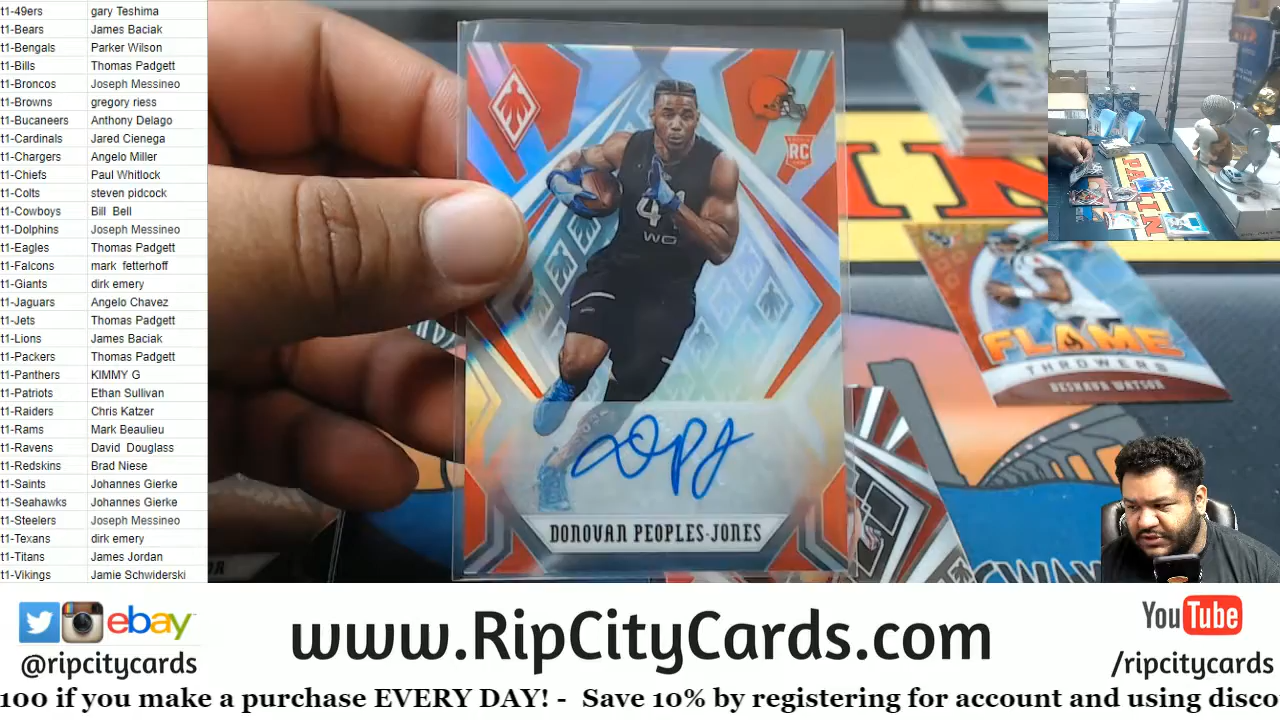 t1-49ers gary Teshima
t1-Bears James Baciak
t1-Bengals Parker Wilson
t1-Bills Thomas Padgett
t1-Broncos Joseph Messineo
t1-Browns gregory riess
t1-Bucaneers Anthony Delago
t1-Cardinals Jared Cienega
t1-Chargers Angelo Miller
t1-Chiefs Paul Whitlock
t1-Colts steven pidcock
t1-Cowboys Bill Bell
t1-Dolphins Joseph Messineo
t1-Eagles Thomas Padgett
t1-Falcons mark fetterhoff
t1-Giants dirk emery
t1-Jaguars Angelo Chavez
t1-Jets Thomas Padgett
t1-Lions James Baciak
t1-Packers Thomas Padgett
t1-Panthers KIMMY G
t1-Patriots Ethan Sullivan
t1-Raiders Chris Katzer
t1-Rams Mark Beaulieu
t1-Ravens David Douglass
t1-Redskins Brad Niese
t1-Saints Johannes Gierke
t1-Seahawks Johannes Gierke
t1-Steelers Joseph Messineo
t1-Texans dirk emery
t1-Titans James Jordan
t1-Vikings Jamie Schwiderski
RC
WO
DPJ
DONOVAN PEOPLES-JONES
FLAME
THROWERS
DESHAUN WATSON
PANIN
ebay
@ripcitycards
www.RipCityCards.com
YouTube
/ripcitycards
100 if you make a purchase EVERY DAY! - Save 10% by registering for account and using disco